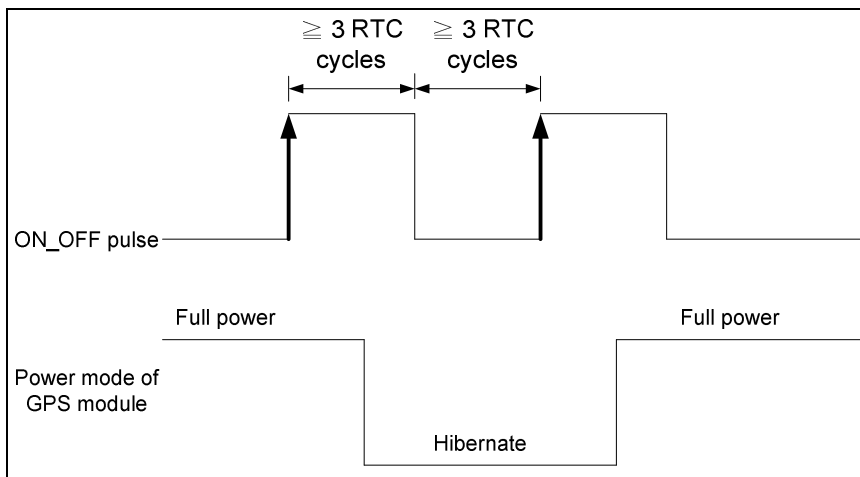 ≧ 3 RTC cycles
≧ 3 RTC cycles
ON_OFF pulse
Full power
Full power
Power mode of
GPS module
Hibernate